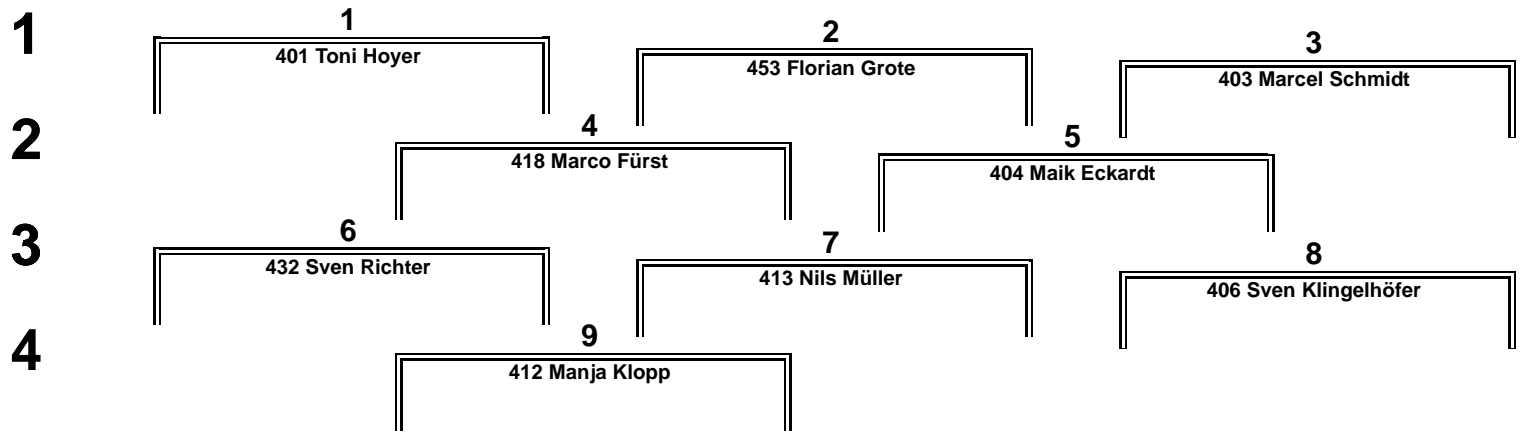 1
1
401 Toni Hoyer
2
453 Florian Grote
3
403 Marcel Schmidt
2
4
418 Marco Fürst
5
404 Maik Eckardt
3
6
432 Sven Richter
7
413 Nils Müller
8
406 Sven Klingelhöfer
4
9
412 Manja Klopp